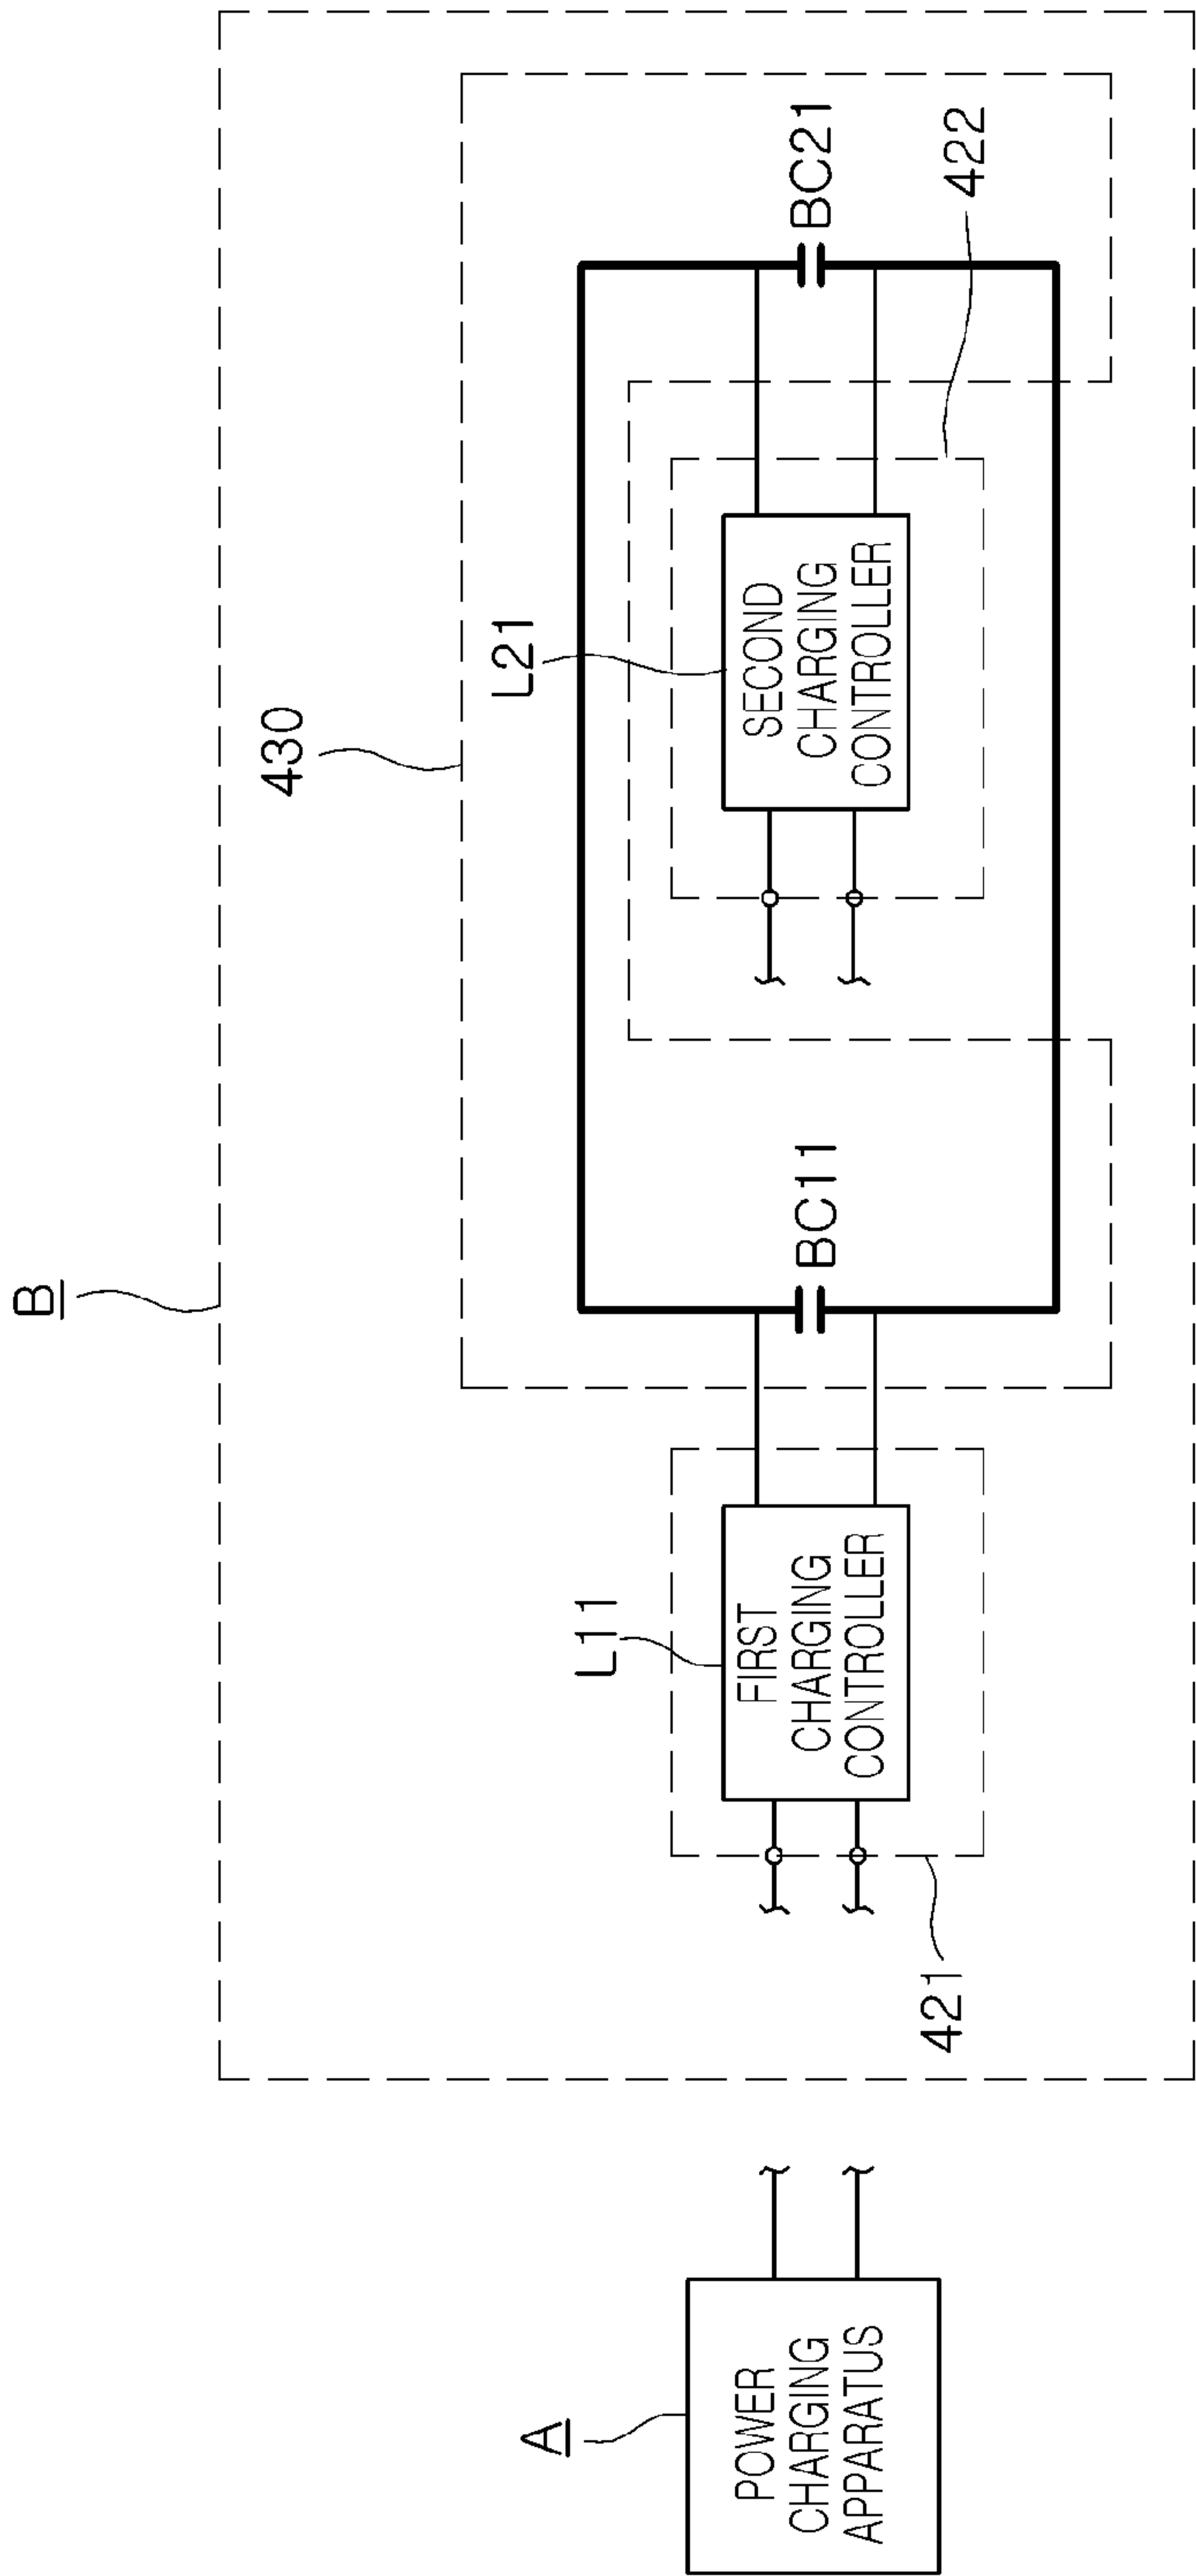 B
430
L21
SECOND
CHARGING
CONTROLLER
BC21
422
BC11
L11
FIRST
CHARGING
CONTROLLER
421
A
POWER
CHARGING
APPARATUS